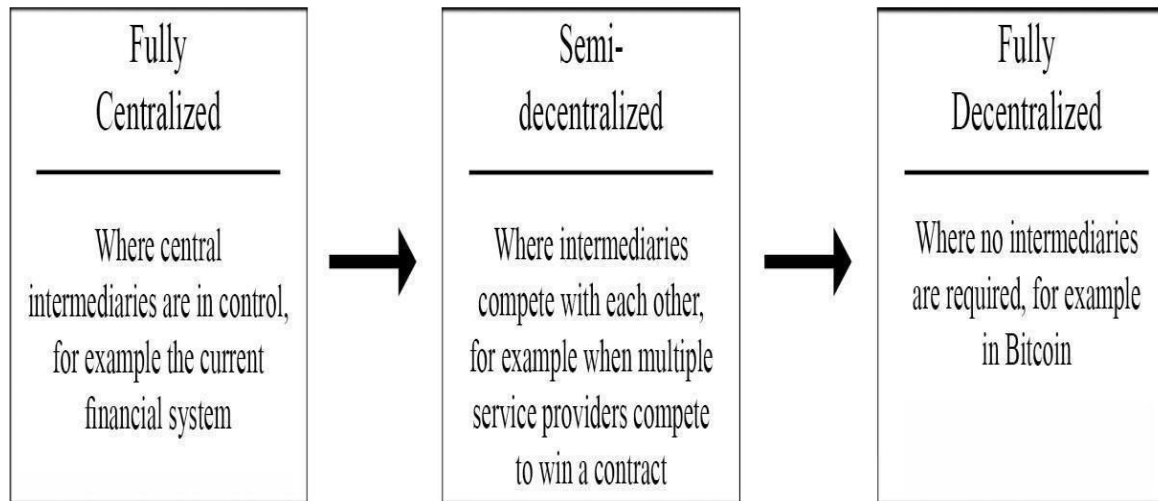 Fully
Centralized
Where central
intermediaries are in control,
for example the current
financial system
Semi-
decentralized
Where intermediaries
compete with each other,
for example when multiple
service providers compete
to win a contract
Fully
Decentralized
Where no intermediaries
are required, for example
in Bitcoin